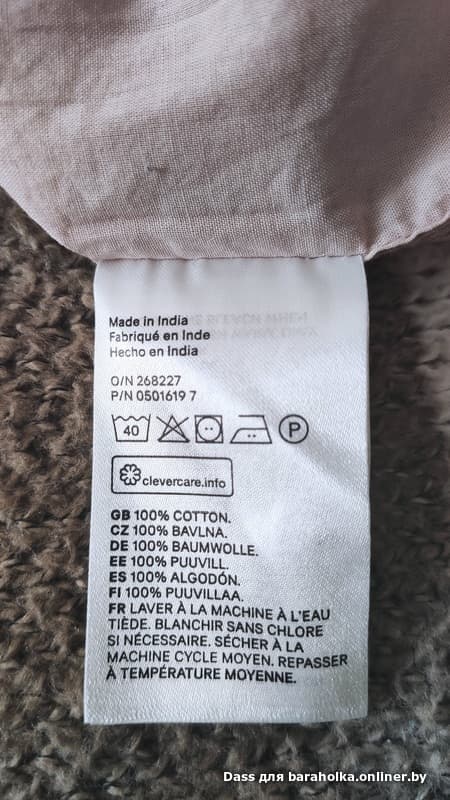 Made in India
Fabriqué en Inde
Hecho en India
O/N 268227
P/N 0501619 7
40
P
clevercare.info
GB 100% COTTON.
CZ 100% BAVLNA.
DE 100% BAUMWOLLE.
EE 100% PUUVILL.
ES 100% ALGODÓN.
FI 100% PUUVILLAA.
FR LAVER À LA MACHINE À L'EAU
TIÈDE. BLANCHIR SANS CHLORE
SI NÉCESSAIRE. SÉCHER À LA
MACHINE CYCLE MOYEN. REPASSER
À TEMPÉRATURE MOYENNE.
Dass для baraholka.onliner.by